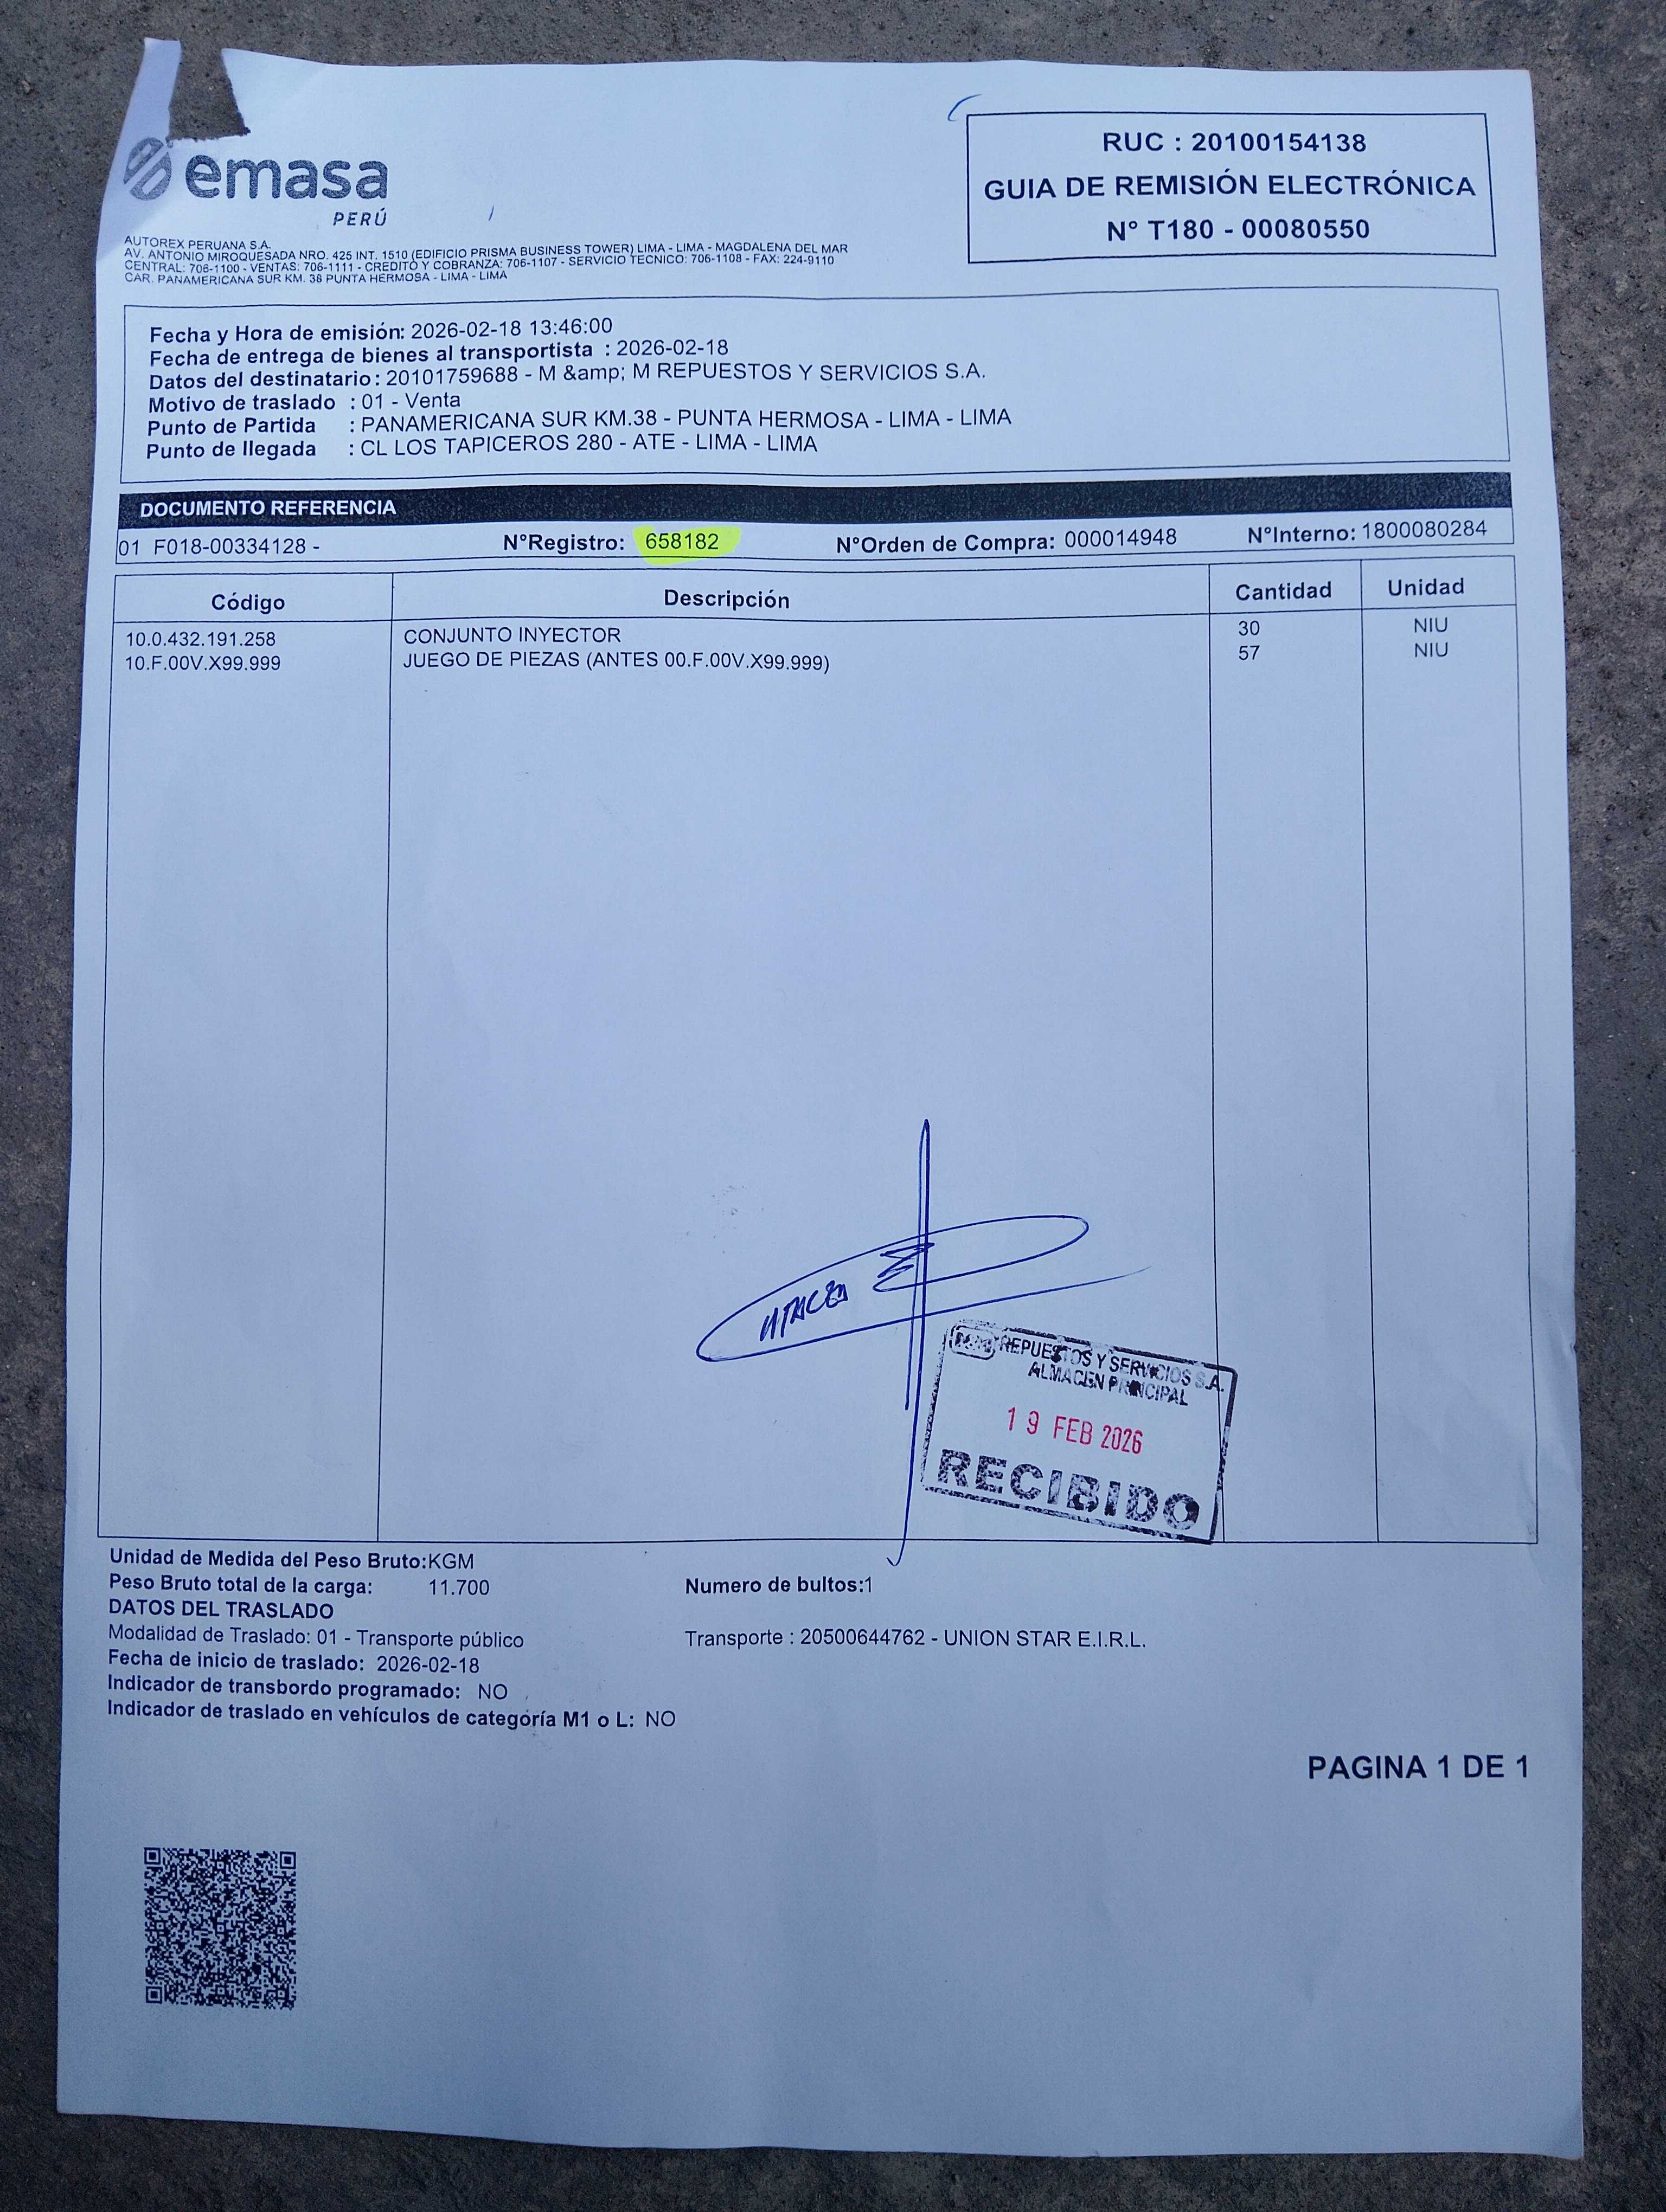 emasa
PERÚ
RUC : 20100154138
GUIA DE REMISIÓN ELECTRÓNICA
N° T180 - 00080550
AUTOREX PERUANA S.A.
AV. ANTONIO MIROQUESADA NRO. 425 INT. 1510 (EDIFICIO PRISMA BUSINESS TOWER) LIMA - LIMA - MAGDALENA DEL MAR
CENTRAL: 706-1100 - VENTAS: 706-1111 - CREDITO Y COBRANZA: 706-1107 - SERVICIO TECNICO: 706-1108 - FAX: 224-9110
CAR. PANAMERICANA SUR KM. 38 PUNTA HERMOSA - LIMA - LIMA
Fecha y Hora de emisión: 2026-02-18 13:46:00
Fecha de entrega de bienes al transportista : 2026-02-18
Datos del destinatario : 20101759688 - M &amp; M REPUESTOS Y SERVICIOS S.A.
Motivo de traslado : 01 - Venta
Punto de Partida : PANAMERICANA SUR KM.38 - PUNTA HERMOSA - LIMA - LIMA
Punto de llegada : CL LOS TAPICEROS 280 - ATE - LIMA - LIMA
DOCUMENTO REFERENCIA
01 F018-00334128 - N°Registro: 658182 N°Orden de Compra: 000014948 N°Interno: 1800080284
Código Descripción Cantidad Unidad
10.0.432.191.258 CONJUNTO INYECTOR 30 NIU
10.F.00V.X99.999 JUEGO DE PIEZAS (ANTES 00.F.00V.X99.999) 57 NIU
REPUESTOS Y SERVICIOS S.A.
ALMACEN PRINCIPAL
19 FEB 2026
RECIBIDO
Unidad de Medida del Peso Bruto:KGM
Peso Bruto total de la carga: 11.700 Numero de bultos:1
DATOS DEL TRASLADO
Modalidad de Traslado: 01 - Transporte público Transporte : 20500644762 - UNION STAR E.I.R.L.
Fecha de inicio de traslado: 2026-02-18
Indicador de transbordo programado: NO
Indicador de traslado en vehículos de categoría M1 o L: NO
PAGINA 1 DE 1